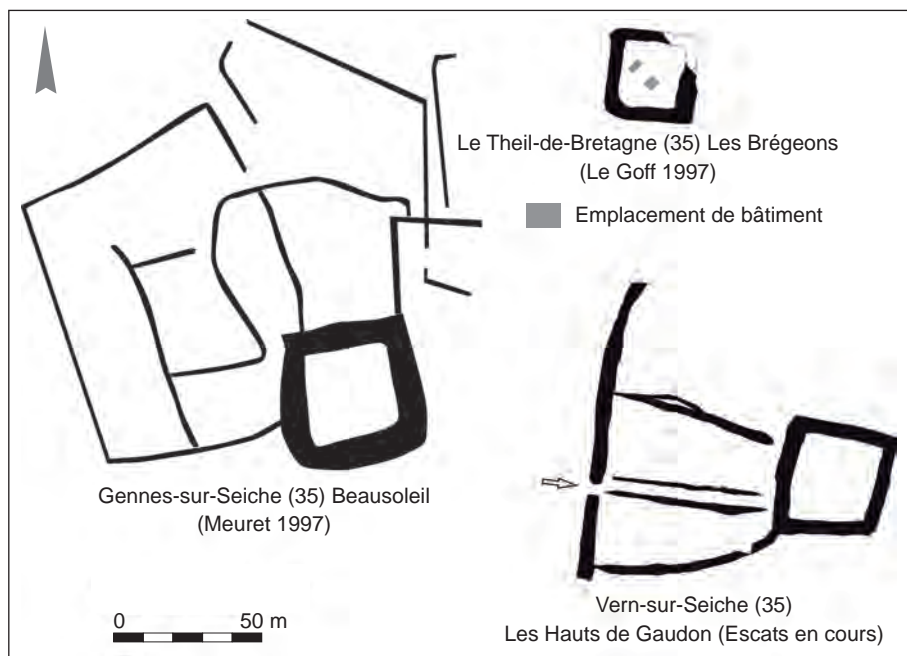 Le Theil-de-Bretagne (35) Les Brégeons
(Le Goff 1997)
Emplacement de bâtiment
Gennes-sur-Seiche (35) Beausoleil
(Meuret 1997)
0 50 m
Vern-sur-Seiche (35)
Les Hauts de Gaudon (Escats en cours)